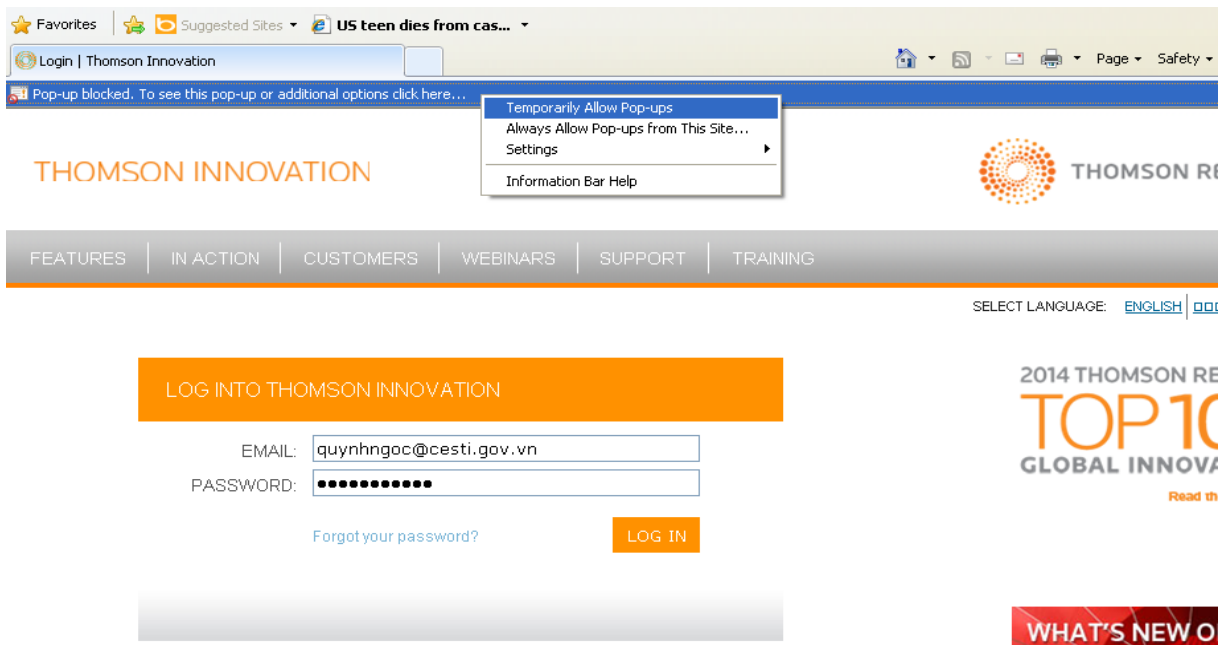 Favorites Suggested Sites US teen dies from cas...
Login | Thomson Innovation
Page Safety
Pop-up blocked. To see this pop-up or additional options click here...
Temporarily Allow Pop-ups
Always Allow Pop-ups from This Site...
Settings
Information Bar Help
THOMSON INNOVATION
THOMSON RE
FEATURES IN ACTION CUSTOMERS WEBINARS SUPPORT TRAINING
SELECT LANGUAGE: ENGLISH
LOG INTO THOMSON INNOVATION
EMAIL: quynhngoc@cesti.gov.vn
PASSWORD: •••••••••••
Forgot your password? LOG IN
2014 THOMSON RE
TOP 10
GLOBAL INNOVA
Read th
WHAT'S NEW O